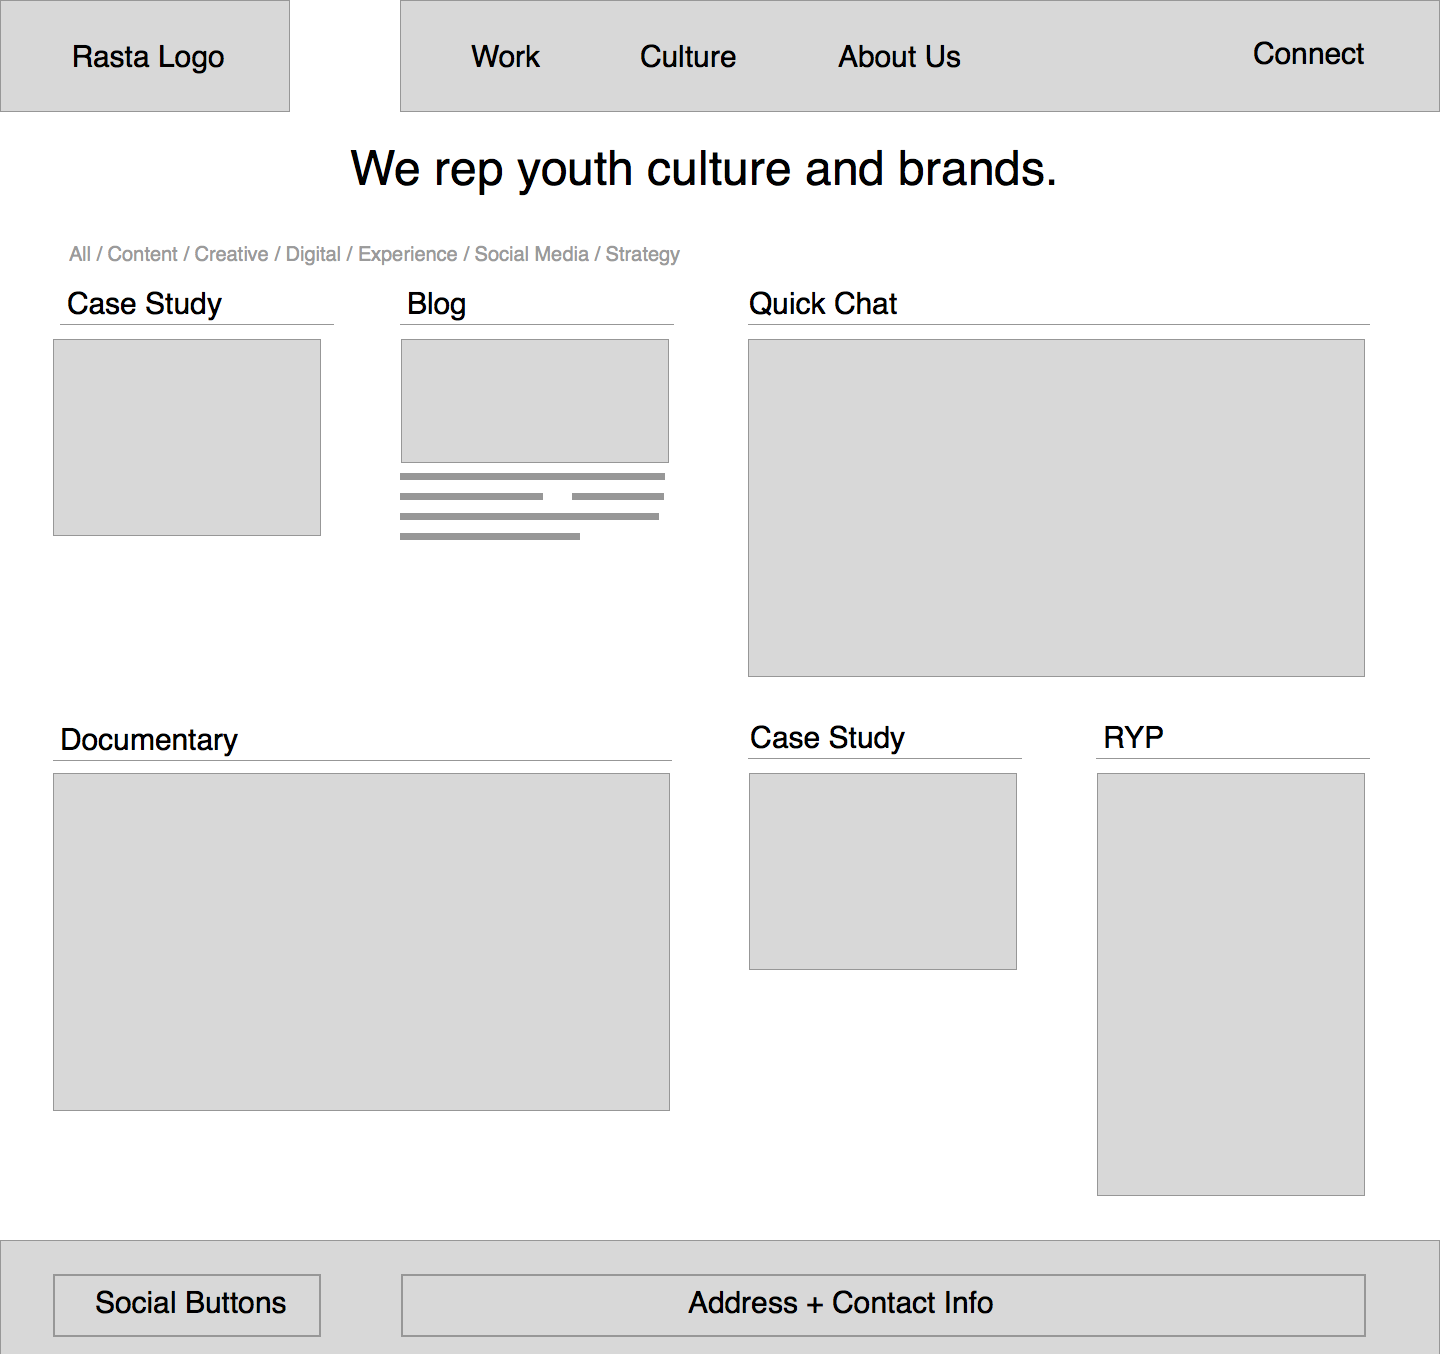 Rasta Logo
Work
Culture
About Us
Connect
We rep youth culture and brands.
All / Content / Creative / Digital / Experience / Social Media / Strategy
Case Study
Blog
Quick Chat
Documentary
Case Study
RYP
Social Buttons
Address + Contact Info